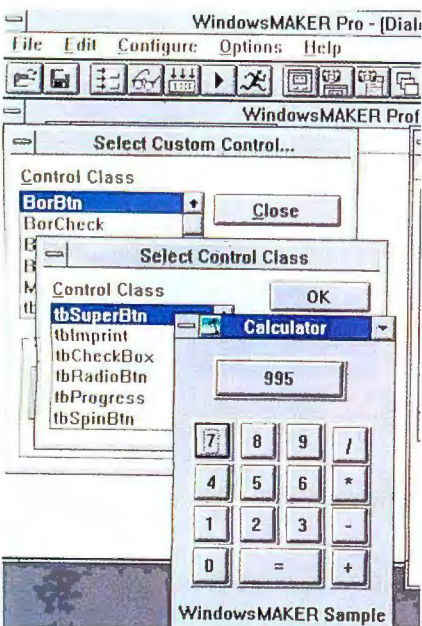 WindowsMAKER Pro - [Dial
File Edit Configure Options Help
WindowsMAKER Prof
Select Custom Control...
Control Class
BorBtn
BorCheck
Close
B
B
M
tb
Select Control Class
Control Class
OK
tbSuperBtn
tbImprint
tbCheckBox
tbRadioBtn
tbProgress
tbSpinBtn
Calculator
995
7 8 9 /
4 5 6 *
1 2 3 -
0 = +
WindowsMAKER Sample